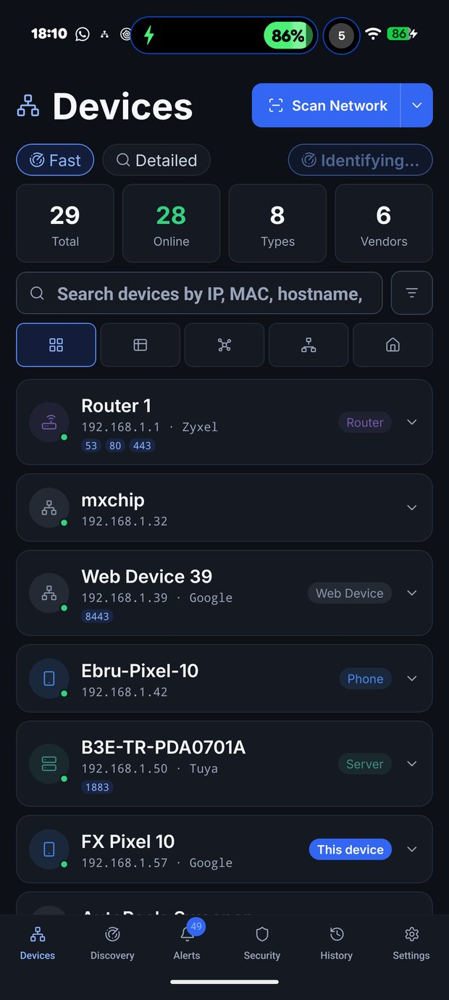 18:10
86%
5
86
Devices
Scan Network
Fast
Detailed
Identifying...
29
28
8
6
Total
Online
Types
Vendors
Search devices by IP, MAC, hostname,
Router 1
192.168.1.1 · Zyxel
Router
53 80 443
mxchip
192.168.1.32
Web Device 39
192.168.1.39 · Google
Web Device
8443
Ebru-Pixel-10
192.168.1.42
Phone
B3E-TR-PDA0701A
192.168.1.50 · Tuya
Server
1883
FX Pixel 10
192.168.1.57 · Google
This device
49
Devices
Discovery
Alerts
Security
History
Settings